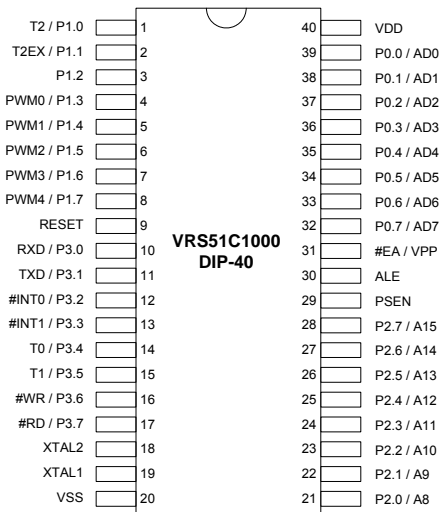 T2 / P1.0 1 40 VDD
T2EX / P1.1 2 39 P0.0 / AD0
P1.2 3 38 P0.1 / AD1
PWM0 / P1.3 4 37 P0.2 / AD2
PWM1 / P1.4 5 36 P0.3 / AD3
PWM2 / P1.5 6 35 P0.4 / AD4
PWM3 / P1.6 7 34 P0.5 / AD5
PWM4 / P1.7 8 33 P0.6 / AD6
RESET 9 32 P0.7 / AD7
VRS51C1000
RXD / P3.0 10 31 #EA / VPP
DIP-40
TXD / P3.1 11 30 ALE
#INT0 / P3.2 12 29 PSEN
#INT1 / P3.3 13 28 P2.7 / A15
T0 / P3.4 14 27 P2.6 / A14
T1 / P3.5 15 26 P2.5 / A13
#WR / P3.6 16 25 P2.4 / A12
#RD / P3.7 17 24 P2.3 / A11
XTAL2 18 23 P2.2 / A10
XTAL1 19 22 P2.1 / A9
VSS 20 21 P2.0 / A8